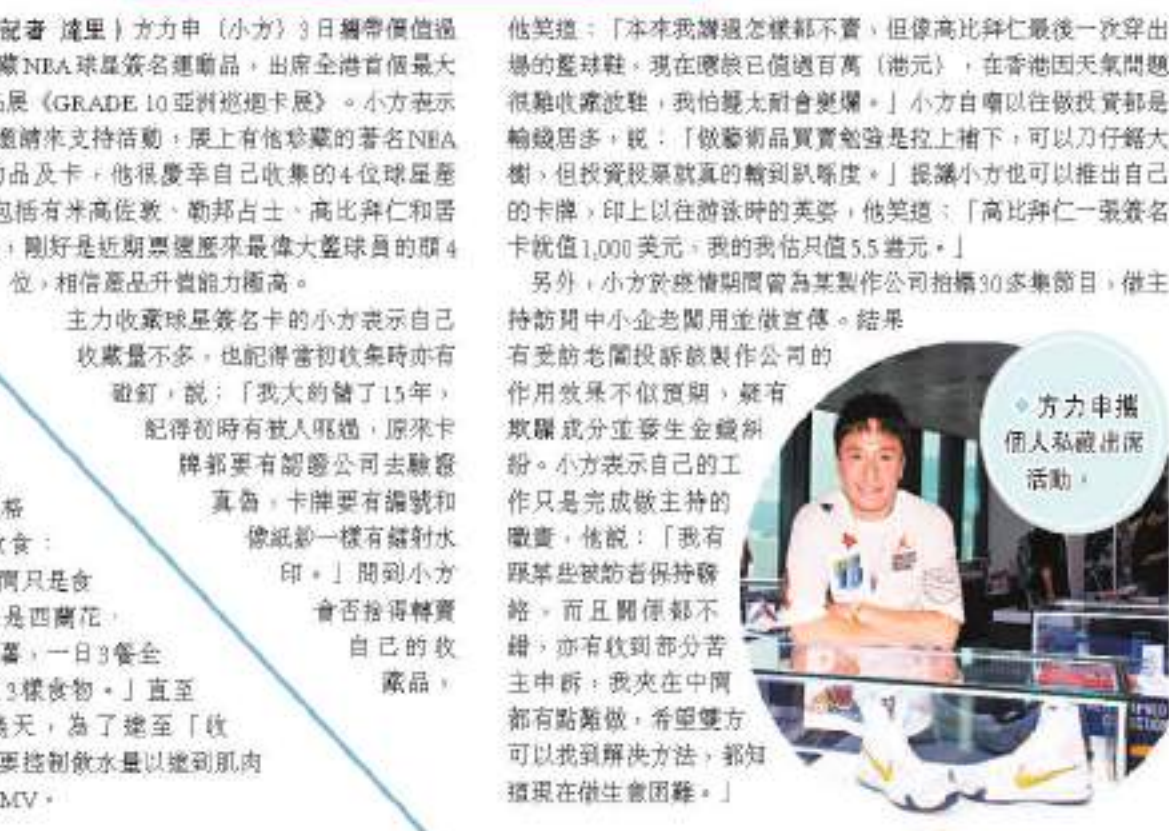 記者 達里）方力申（小方）3日攜帶價值過
藏NBA球星簽名運動品，出席全港首個最大
品展《GRADE 10亞洲巡迴卡展》。小方表示
邀請來支持活動，展上有他珍藏的著名NBA
品及卡，他很慶幸自己收集的4位球星產
包括有米高佐敦、勒邦占士、高比拜仁和居
，剛好是近期票選歷來最偉大籃球員的頭4
位，相信產品升值能力極高。
主力收藏球星簽名卡的小方表示自己
收藏量不多，也記得當初收集時亦有
碰釘，說：「我大約儲了15年，
記得初時有被人呃過，原來卡
牌都要有認證公司去驗證
真偽，卡牌要有編號和
像紙鈔一樣有鐳射水
印。」問到小方
會否捨得轉賣
自己的收
藏品，
他笑道：「本來我講過怎樣都不賣，但像高比拜仁最後一次穿出
場的籃球鞋，現在應該已值過百萬（港元），在香港因天氣問題
很難收藏波鞋，我怕擺太耐會變爛。」小方自嘲以往做投資都是
輸錢居多，說：「做藝術品買賣勉強是拉上補下，可以刀仔鋸大
樹，但投資股票就真的輸到趴喺度。」提議小方也可以推出自己
的卡牌，印上以往游泳時的英姿，他笑道：「高比拜仁一張簽名
卡就值1,000美元，我的我估只值5.5港元。」
另外，小方於疫情期間曾為某製作公司拍攝30多集節目，做主
持訪問中小企老闆用並做宣傳。結果
有受訪老闆投訴該製作公司的
作用效果不似預期，疑有
欺騙成分並發生金錢糾
紛。小方表示自己的工
作只是完成做主持的
職責，他說：「我有
跟某些被訪者保持聯
絡，而且關係都不
錯，亦有收到部分苦
主申訴，我夾在中間
都有點難做，希望雙方
可以找到解決方法，都知
道現在做生意困難。」
方力申攜
個人私藏出席
活動。
格
食：
間只是食
是西蘭花、
薯，一日3餐全
3樣食物。」直至
幾天，為了達至「收
要控制飲水量以達到肌肉
MV。